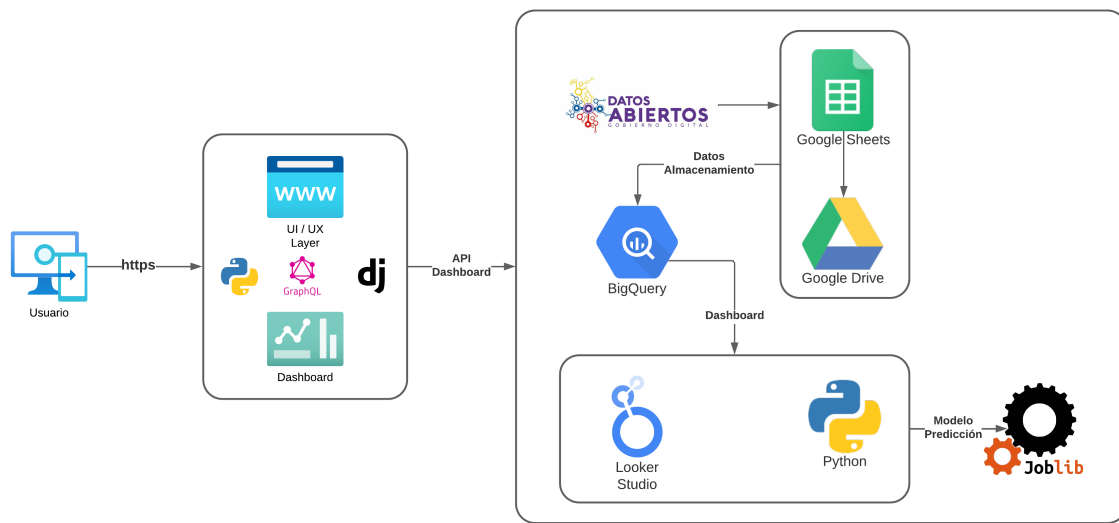 DATOS
ABIERTOS
GOBIERNO DIGITAL
Google Sheets
Datos
Almacenamiento
WWW
UI / UX
Layer
https
API
Dashboard
GraphQL
dj
Usuario
Dashboard
BigQuery
Google Drive
Dashboard
Looker
Studio
Python
Modelo
Predicción
Joblib